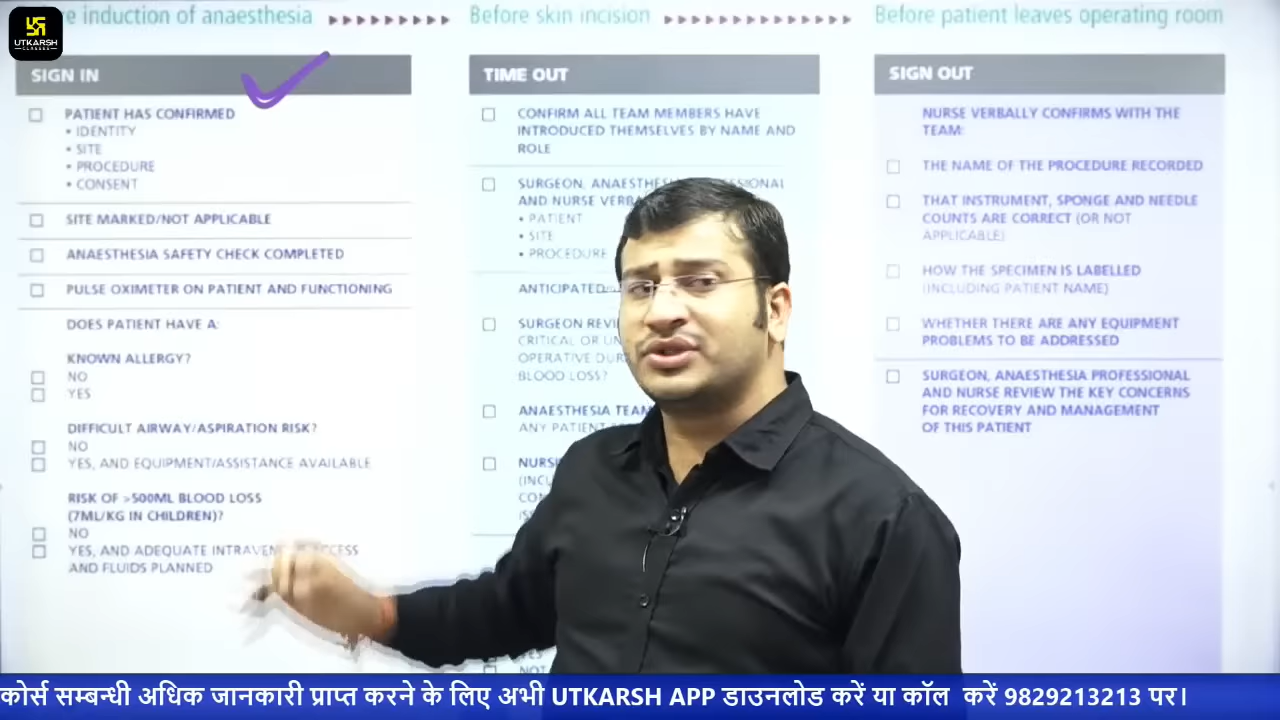 e induction of anaesthesia
Before skin incision
Before patient leaves operating room
UTKARSH
CLASSES
SIGN IN
PATIENT HAS CONFIRMED
• IDENTITY
• SITE
• PROCEDURE
• CONSENT
SITE MARKED/NOT APPLICABLE
ANAESTHESIA SAFETY CHECK COMPLETED
PULSE OXIMETER ON PATIENT AND FUNCTIONING
DOES PATIENT HAVE A:
KNOWN ALLERGY?
NO
YES
DIFFICULT AIRWAY/ASPIRATION RISK?
NO
YES, AND EQUIPMENT/ASSISTANCE AVAILABLE
RISK OF >500ML BLOOD LOSS
(7ML/KG IN CHILDREN)?
NO
YES, AND ADEQUATE
AND FLUIDS PLANNED
TIME OUT
CONFIRM ALL TEAM MEMBERS HAVE
INTRODUCED THEMSELVES BY NAME AND
ROLE
SURGEON,
AND NURSE
• PATIENT
• SITE
• PROCEDURE
ANTICIPATED
SURGEON
CRITICAL OR
OPERATIVE
BLOOD LOSS?
ANAESTHESIA TEAM
ANY PATIENT
SIGN OUT
NURSE VERBALLY CONFIRMS WITH THE
TEAM:
THE NAME OF THE PROCEDURE RECORDED
THAT INSTRUMENT, SPONGE AND NEEDLE
COUNTS ARE CORRECT (OR NOT
APPLICABLE)
HOW THE SPECIMEN IS LABELLED
(INCLUDING PATIENT NAME)
WHETHER THERE ARE ANY EQUIPMENT
PROBLEMS TO BE ADDRESSED
SURGEON, ANAESTHESIA PROFESSIONAL
AND NURSE REVIEW THE KEY CONCERNS
FOR RECOVERY AND MANAGEMENT
OF THIS PATIENT
कोर्स सम्बन्धी अधिक जानकारी प्राप्त करने के लिए अभी UTKARSH APP डाउनलोड करें या कॉल करें 9829213213 पर।